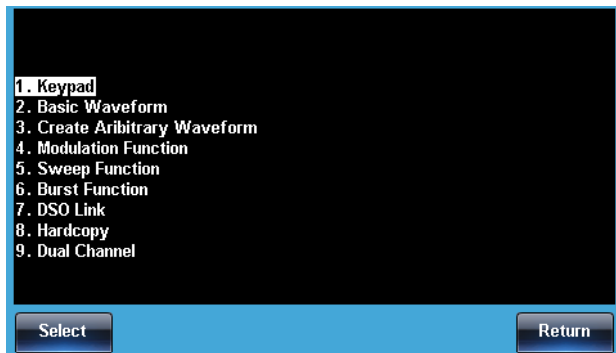 1. Keypad
2. Basic Waveform
3. Create Aribitrary Waveform
4. Modulation Function
5. Sweep Function
6. Burst Function
7. DSO Link
8. Hardcopy
9. Dual Channel
Select
Return